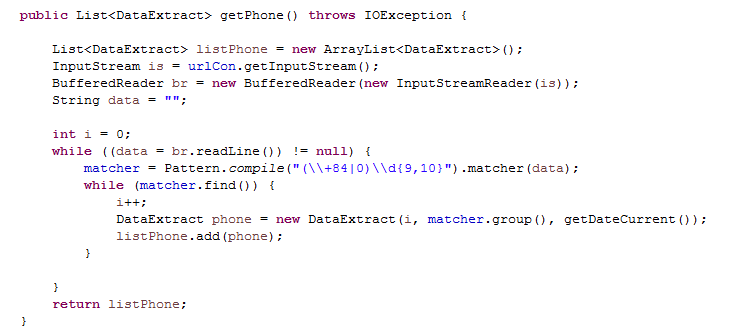 public List<DataExtract> getPhone() throws IOException {
List<DataExtract> listPhone = new ArrayList<DataExtract>();
InputStream is = urlCon.getInputStream();
BufferedReader br = new BufferedReader(new InputStreamReader(is));
String data = "";
int i = 0;
while ((data = br.readLine()) != null) {
matcher = Pattern.compile("(\\+84|0)\\d{9,10}").matcher(data);
while (matcher.find()) {
i++;
DataExtract phone = new DataExtract(i, matcher.group(), getDateCurrent());
listPhone.add(phone);
}
}
return listPhone;
}